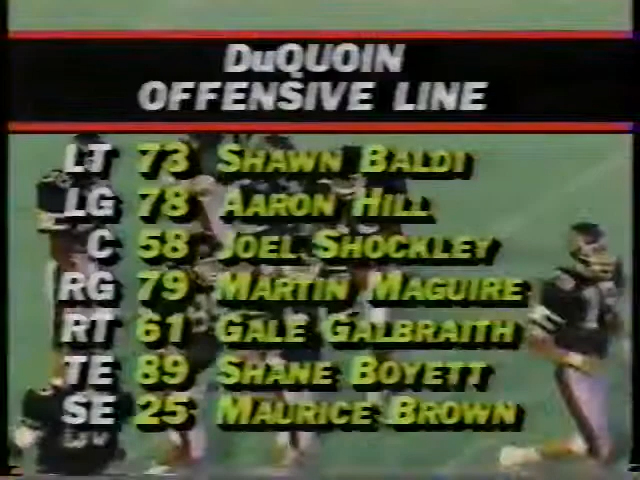 DuQUOIN
OFFENSIVE LINE
LT 73 SHAWN BALDI
LG 78 AARON HILL
C 58 JOEL SHOCKLEY
RG 79 MARTIN MAGUIRE
RT 61 GALE GALBRAITH
TE 89 SHANE BOYETT
SE 25 MAURICE BROWN